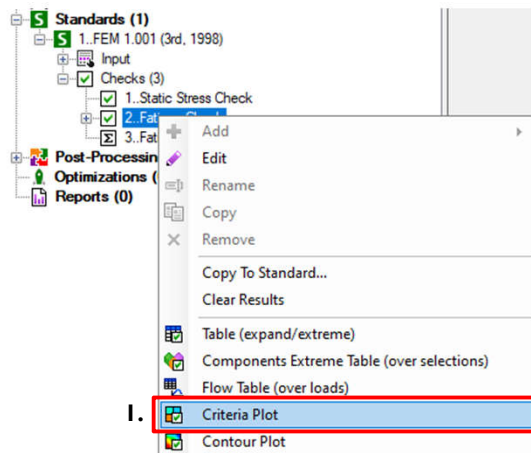 Standards (1)
1..FEM 1.001 (3rd, 1998)
Input
Checks (3)
1..Static Stress Check
2..Fat
3..Fat
Post-Processin
Optimizations (
Reports (0)
Add
Edit
Rename
Copy
Remove
Copy To Standard...
Clear Results
Table (expand/extreme)
Components Extreme Table (over selections)
Flow Table (over loads)
1. Criteria Plot
Contour Plot